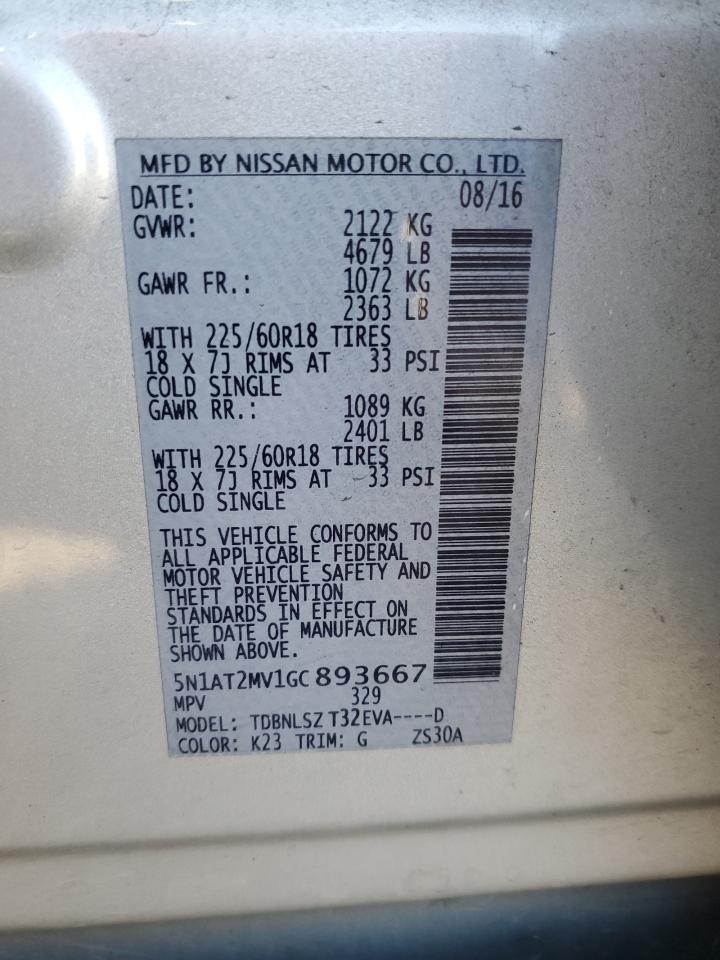 MFD BY NISSAN MOTOR CO., LTD.
DATE: 08/16
GVWR: 2122 KG
4679 LB
GAWR FR.: 1072 KG
2363 LB
WITH 225/60R18 TIRES
18 X 7J RIMS AT 33 PSI
COLD SINGLE
GAWR RR.: 1089 KG
2401 LB
WITH 225/60R18 TIRES
18 X 7J RIMS AT 33 PSI
COLD SINGLE
THIS VEHICLE CONFORMS TO
ALL APPLICABLE FEDERAL
MOTOR VEHICLE SAFETY AND
THEFT PREVENTION
STANDARDS IN EFFECT ON
THE DATE OF MANUFACTURE
SHOWN ABOVE.
5N1AT2MV1GC893667
MPV 329
MODEL: TDBNLSZ T32EVA----D
COLOR: K23 TRIM: G ZS30A